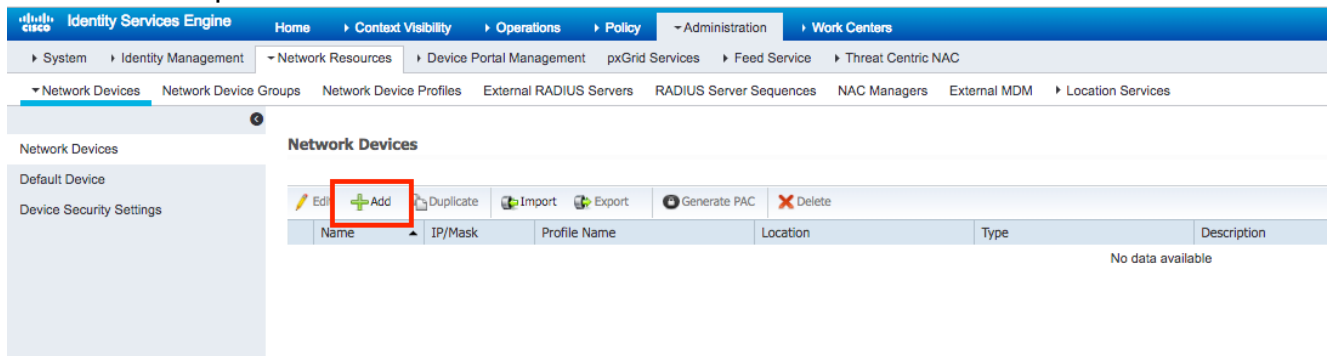 cisco Identity Services Engine Home Context Visibility Operations Policy Administration Work Centers
System Identity Management Network Resources Device Portal Management pxGrid Services Feed Service Threat Centric NAC
Network Devices Network Device Groups Network Device Profiles External RADIUS Servers RADIUS Server Sequences NAC Managers External MDM Location Services
Network Devices
Default Device
Device Security Settings
Network Devices
Edit Add Duplicate Import Export Generate PAC Delete
Name IP/Mask Profile Name Location Type Description
No data available